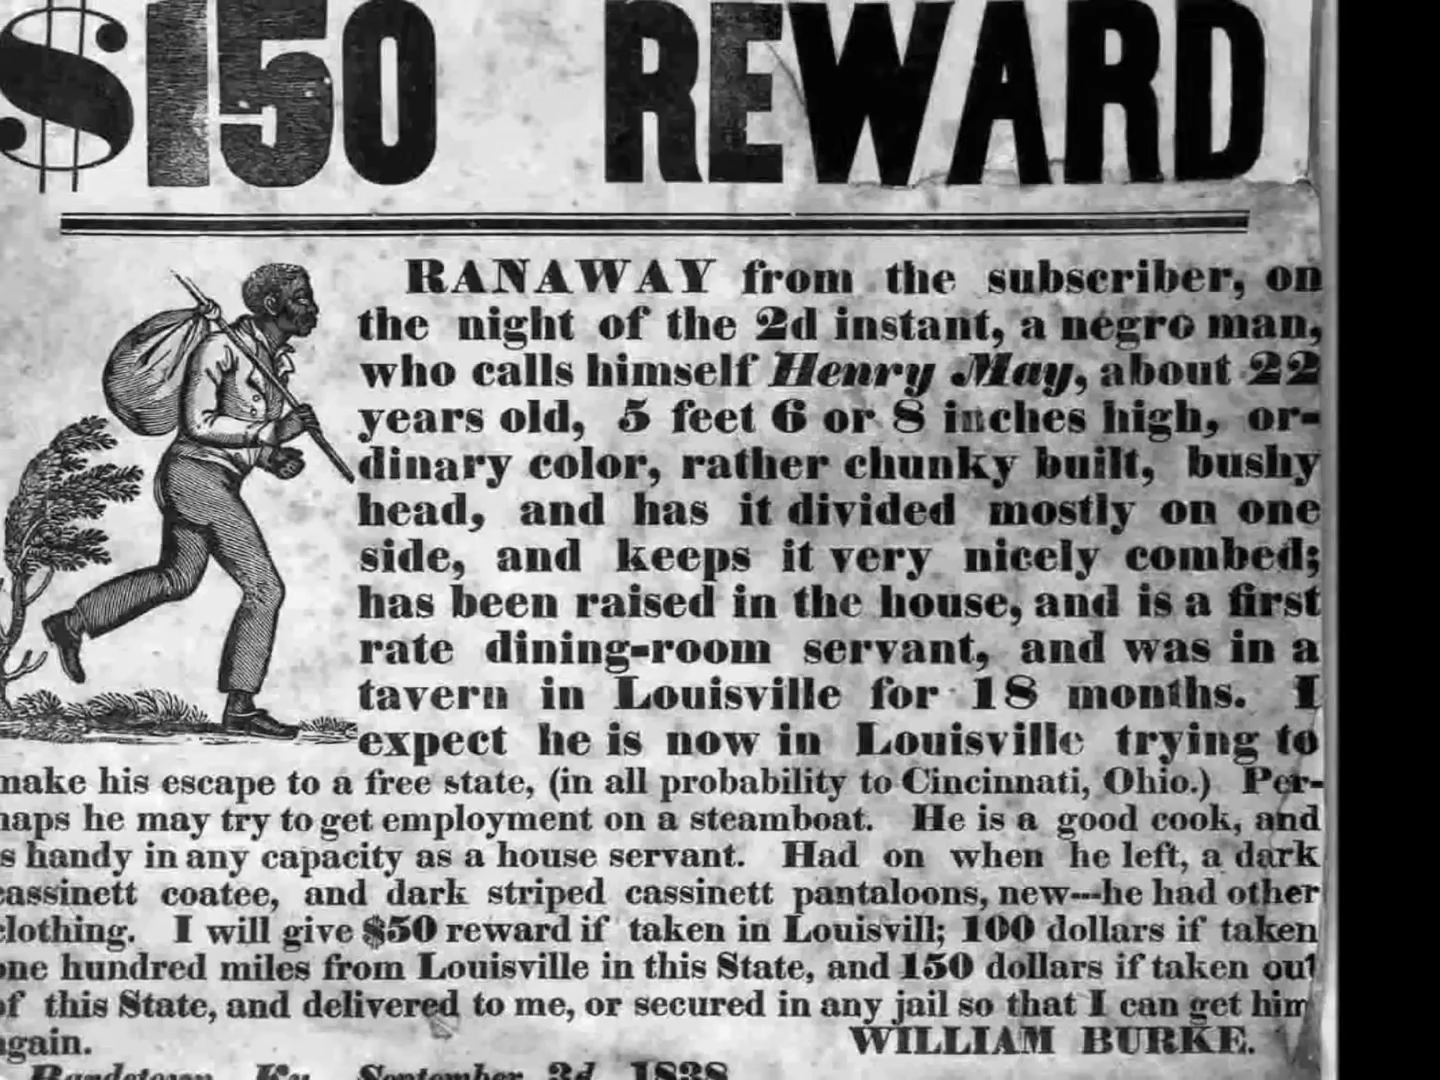 $150 REWARD
RANAWAY from the subscriber, on
the night of the 2d instant, a negro man,
who calls himself Henry May, about 22
years old, 5 feet 6 or 8 inches high, or-
dinary color, rather chunky built, bushy
head, and has it divided mostly on one
side, and keeps it very nicely combed;
has been raised in the house, and is a first
rate dining-room servant, and was in a
tavern in Louisville for 18 months. I
expect he is now in Louisville trying to
make his escape to a free state, (in all probability to Cincinnati, Ohio.) Per-
haps he may try to get employment on a steamboat. He is a good cook, and
is handy in any capacity as a house servant. Had on when he left, a dark
cassinett coatee, and dark striped cassinett pantaloons, new---he had other
clothing. I will give $50 reward if taken in Louisvill; 100 dollars if taken
one hundred miles from Louisville in this State, and 150 dollars if taken out
of this State, and delivered to me, or secured in any jail so that I can get him
again. WILLIAM BURKE.
Bardstown, Ky., September 3d, 1838